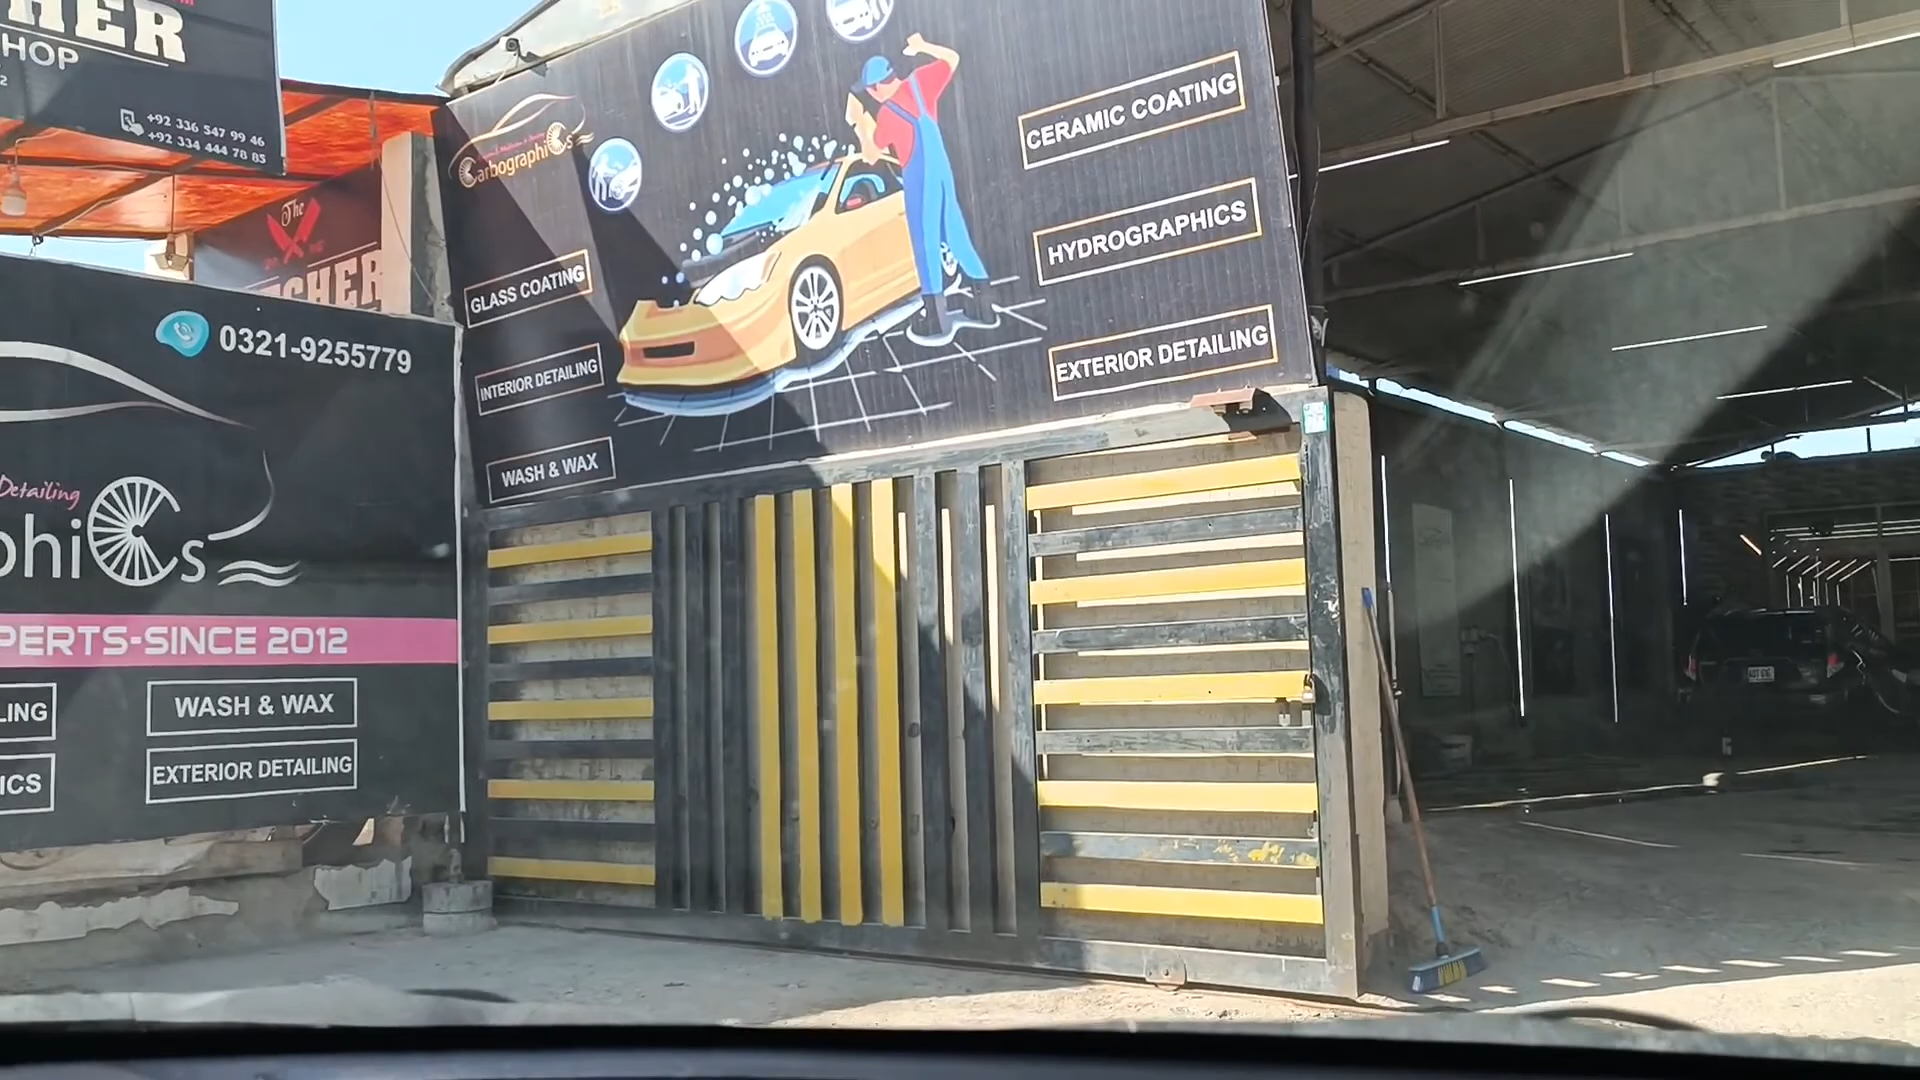 HER
SHOP
+92 336 547 99 46
+92 334 444 78 85
The
CHER
0321-9255779
Detailing
phiCs
PERTS-SINCE 2012
LING
WASH & WAX
ICS
EXTERIOR DETAILING
CarbographiCs
GLASS COATING
INTERIOR DETAILING
WASH & WAX
CERAMIC COATING
HYDROGRAPHICS
EXTERIOR DETAILING